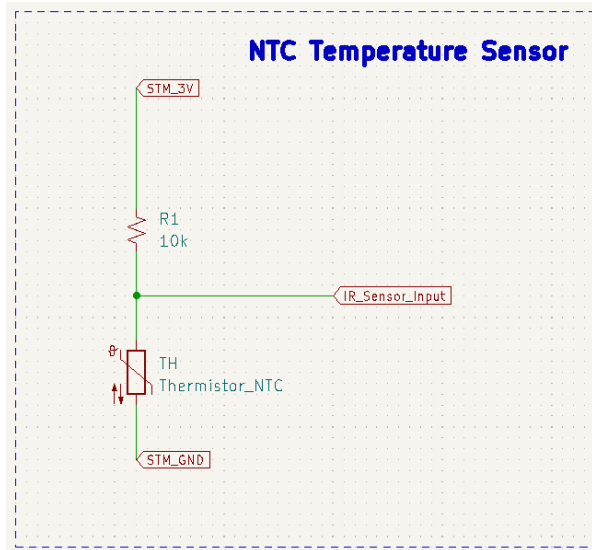 NTC Temperature Sensor
STM_3V
R1
10k
IR_Sensor_Input
TH
Thermistor_NTC
STM_GND